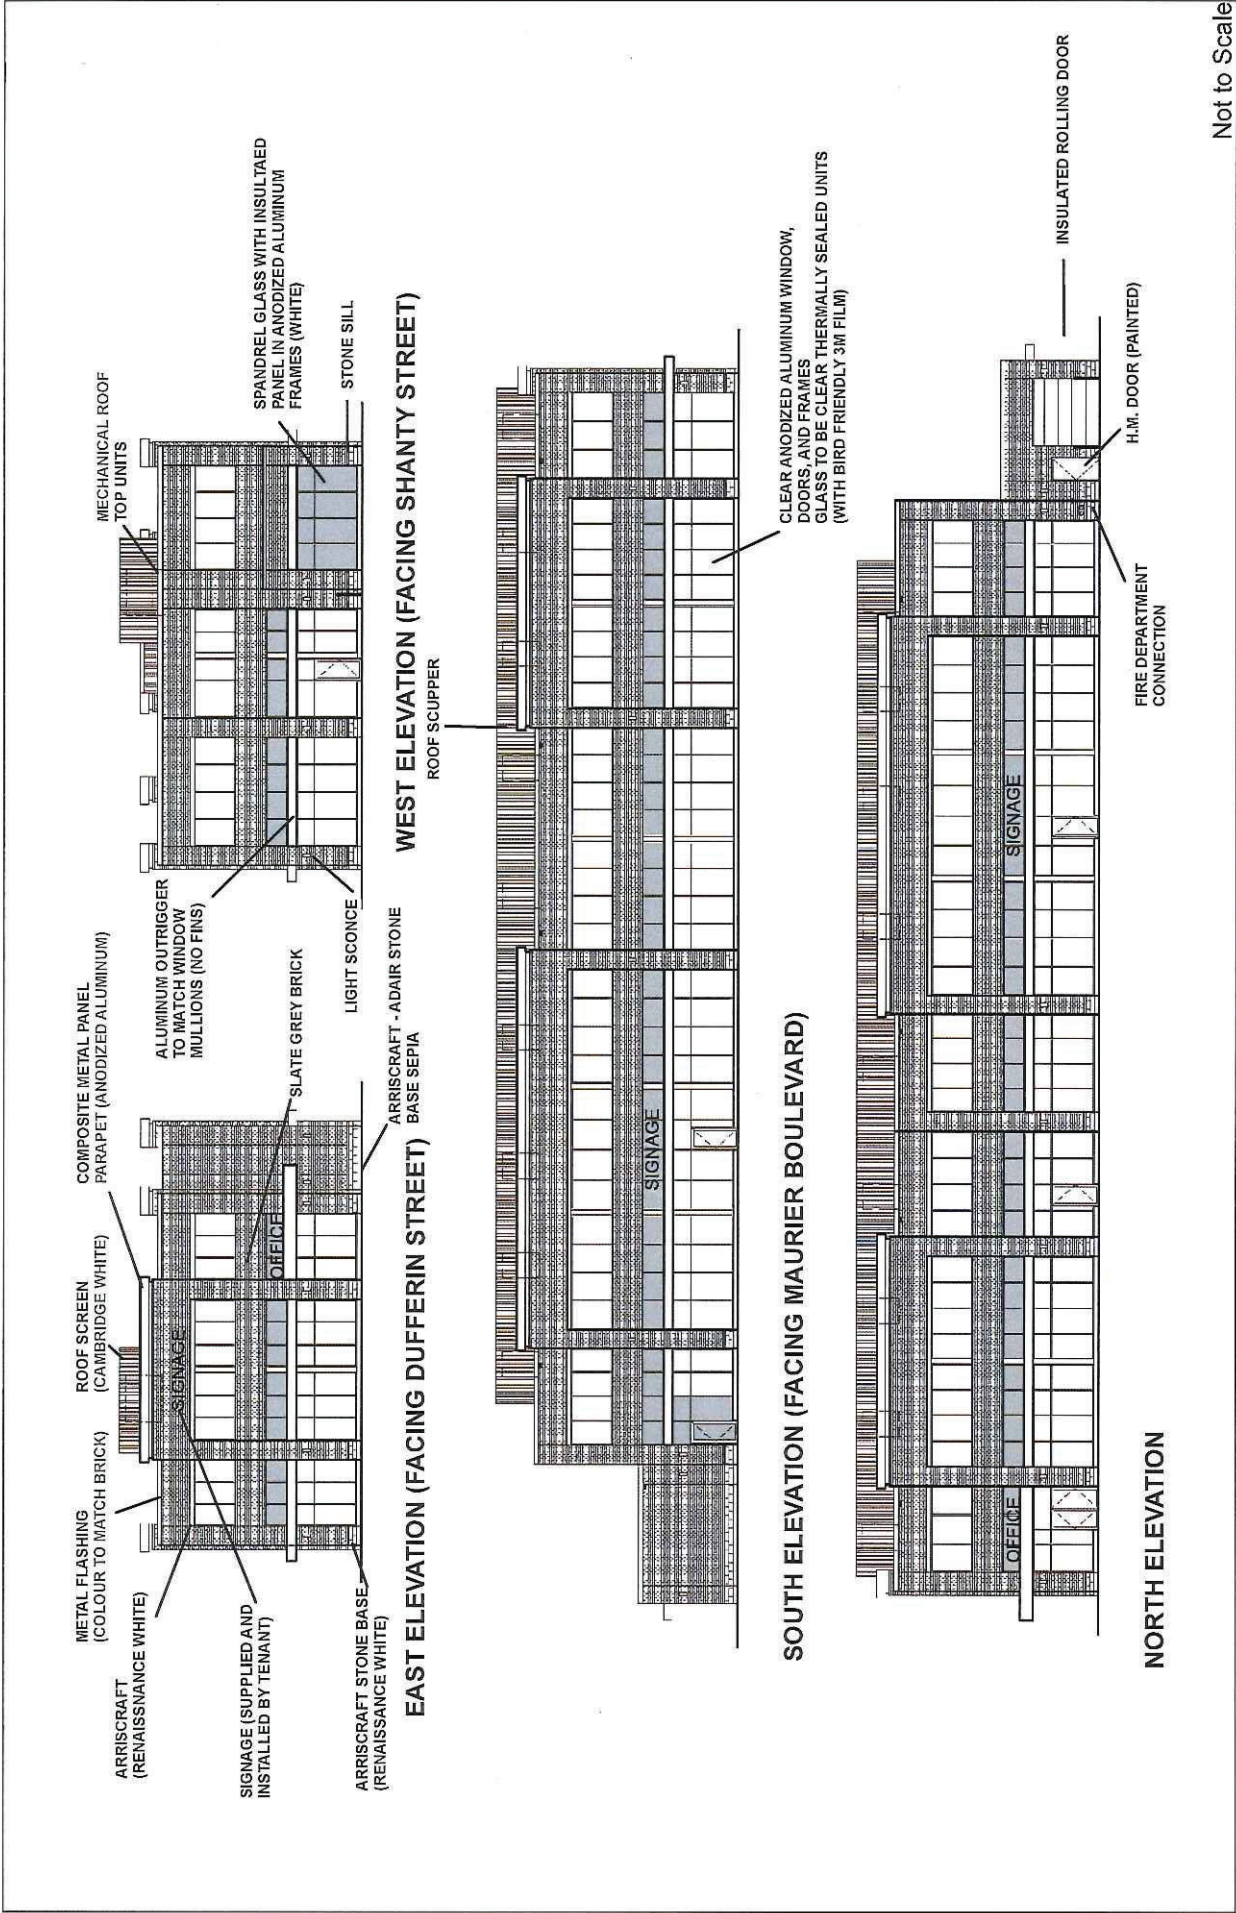 METAL FLASHING
(COLOUR TO MATCH BRICK)
ROOF SCREEN
(CAMBRIDGE WHITE)
COMPOSITE METAL PANEL
PARAPET (ANODIZED ALUMINUM)
MECHANICAL ROOF
TOP UNITS
ARRISCRAFT
(RENAISSNANCE WHITE)
SIGNAGE
ALUMINUM OUTRIGGER
TO MATCH WINDOW
MULLIONS (NO FINS)
SPANDREL GLASS WITH INSULTAED
PANEL IN ANODIZED ALUMINUM
FRAMES (WHITE)
SIGNAGE (SUPPLIED AND
INSTALLED BY TENANT)
OFFICE
SLATE GREY BRICK
LIGHT SCONCE
STONE SILL
ARRISCRAFT STONE BASE
(RENAISSANCE WHITE)
ARRISCRAFT - ADAIR STONE
BASE SEPIA
EAST ELEVATION (FACING DUFFERIN STREET)
WEST ELEVATION (FACING SHANTY STREET)
ROOF SCUPPER
SIGNAGE
CLEAR ANODIZED ALUMINUM WINDOW,
DOORS, AND FRAMES
GLASS TO BE CLEAR THERMALLY SEALED UNITS
(WITH BIRD FRIENDLY 3M FILM)
SOUTH ELEVATION (FACING MAURIER BOULEVARD)
OFFICE
SIGNAGE
INSULATED ROLLING DOOR
H.M. DOOR (PAINTED)
FIRE DEPARTMENT
CONNECTION
NORTH ELEVATION
Not to Scale